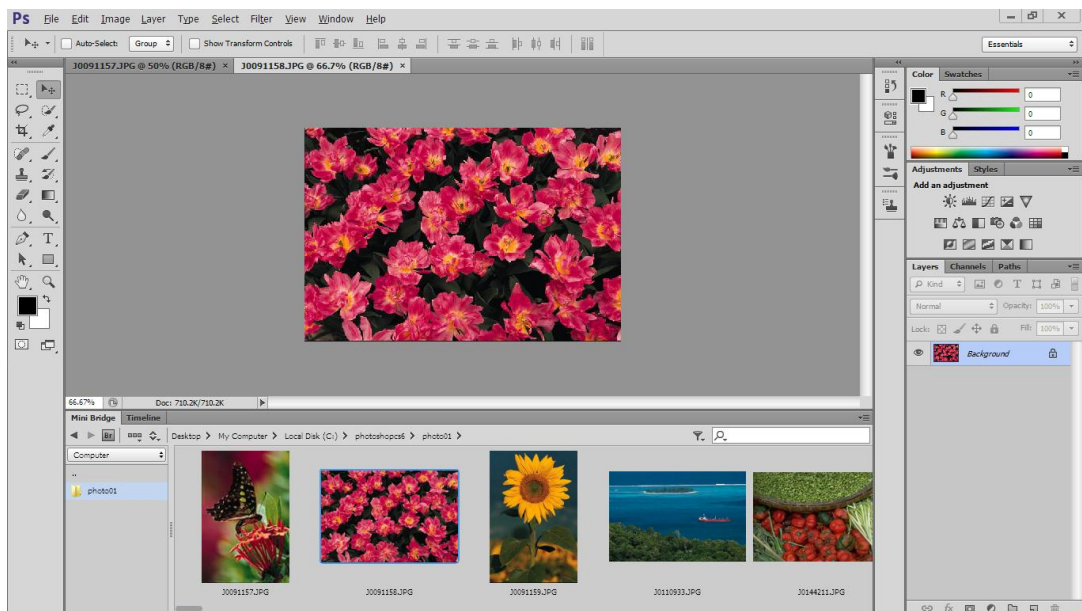 Ps File Edit Image Layer Type Select Filter View Window Help
Auto-Select: Group Show Transform Controls Essentials
J0091157.JPG @ 50% (RGB/8#) × J0091158.JPG @ 66.7% (RGB/8#) ×
Color Swatches
R 0
G 0
B 0
Adjustments Styles
Add an adjustment
Layers Channels Paths
Kind T
Normal Opacity: 100%
Lock: Fill: 100%
Background
66.67% Doc: 710.2K/710.2K
Mini Bridge Timeline
Br Desktop > My Computer > Local Disk (C:) > photoshopcs6 > photo01 >
Computer
..
photo01
J0091157.JPG J0091158.JPG J0091159.JPG J0110933.JPG J0144211.JPG
fx